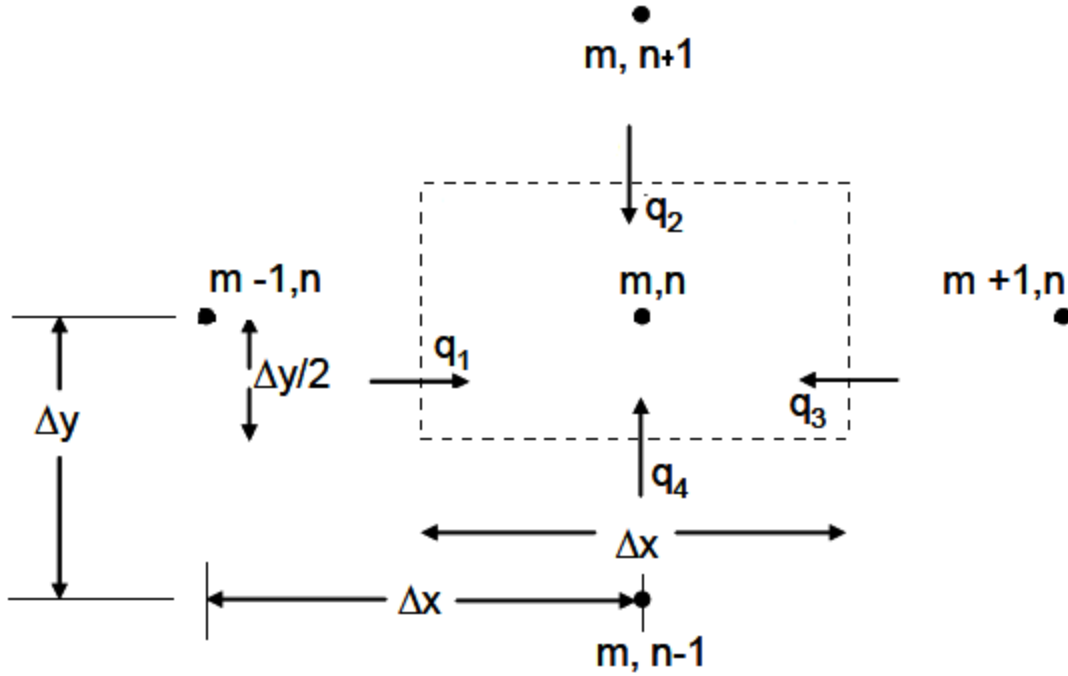 m, n+1
q2
m -1,n
m,n
m +1,n
q1
Δy/2
q3
Δy
q4
Δx
Δx
m, n-1